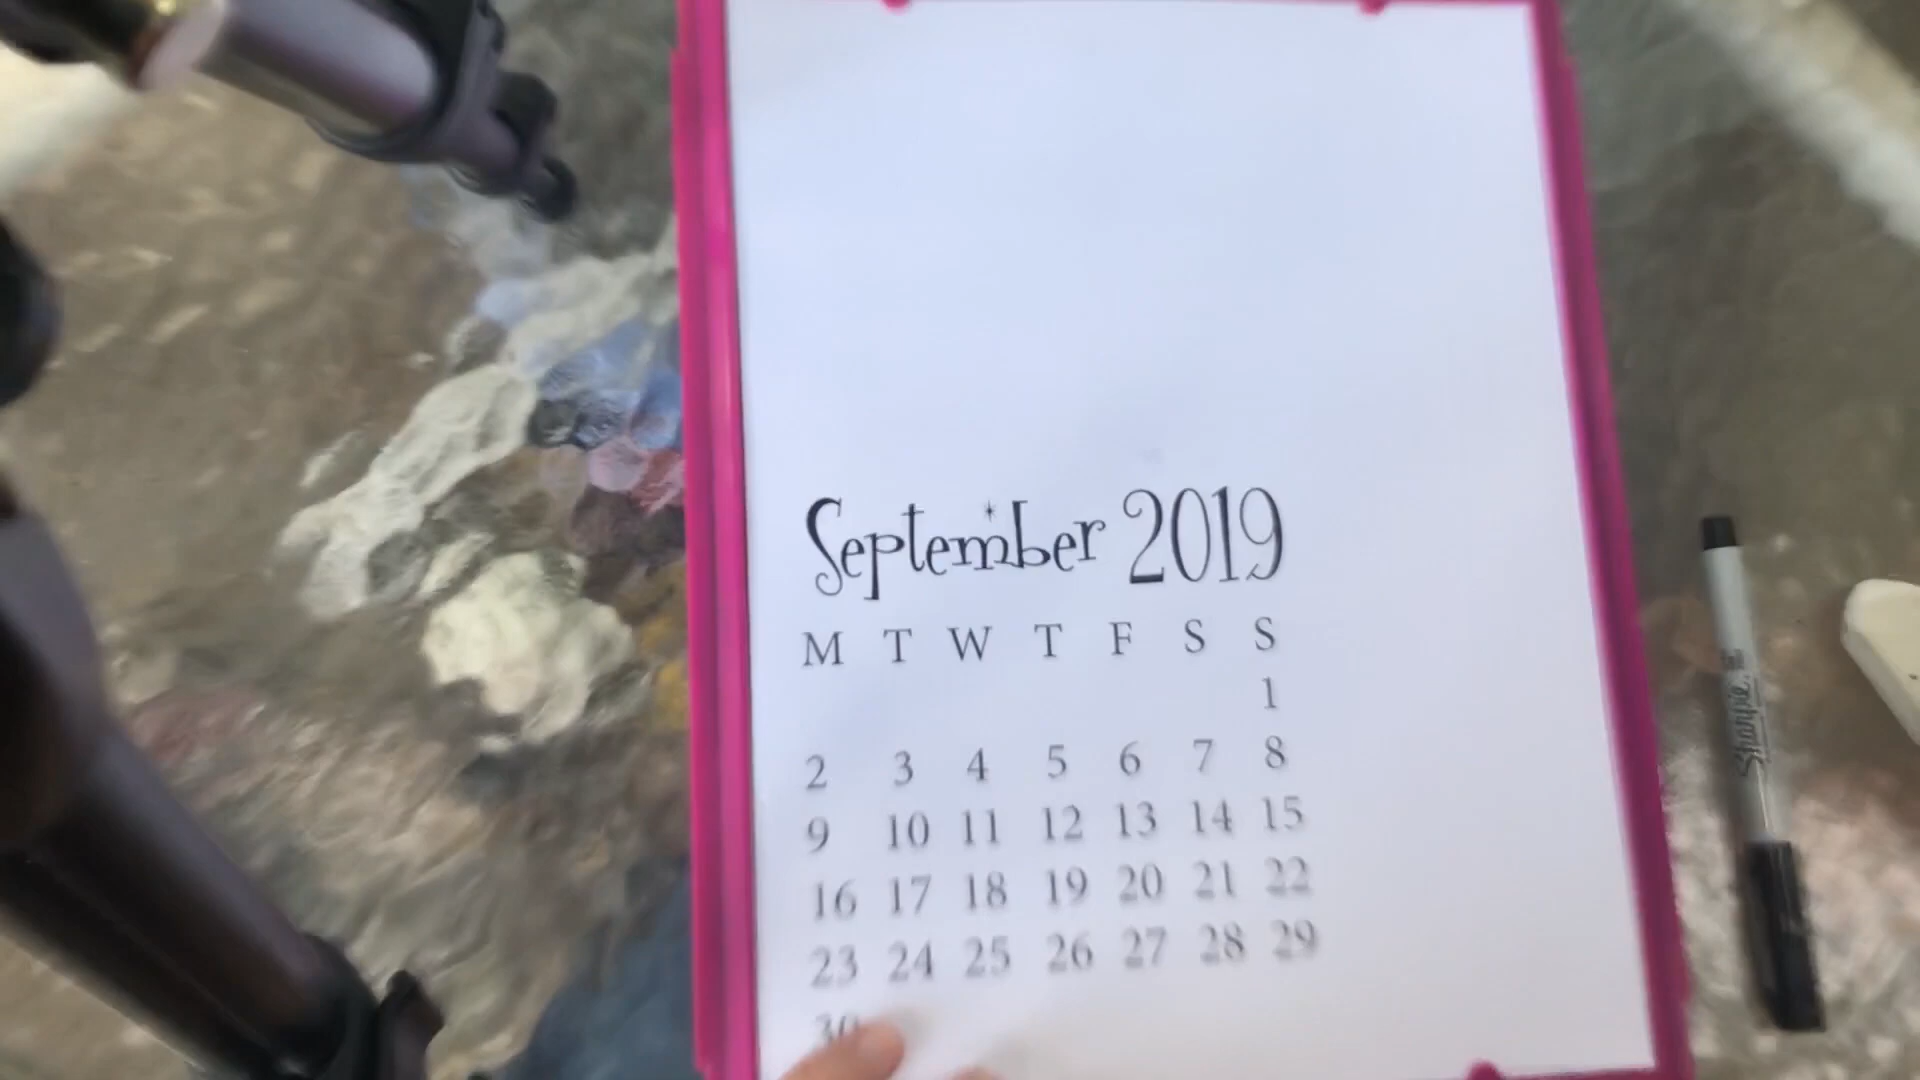 September 2019
M T W T F S S
1
2 3 4 5 6 7 8
9 10 11 12 13 14 15
16 17 18 19 20 21 22
23 24 25 26 27 28 29
30
Sharpie